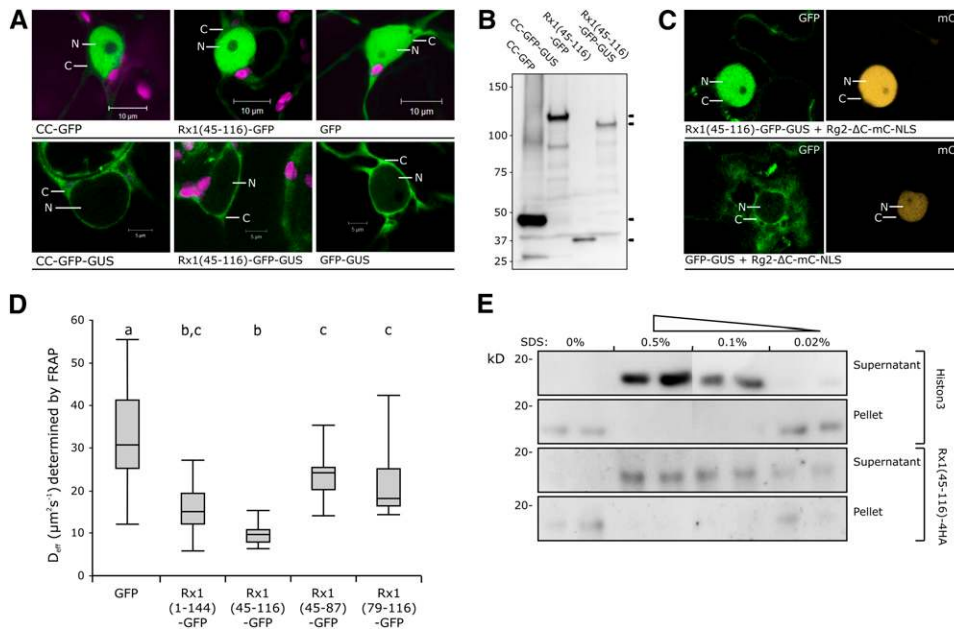 A
N
C
10 µm
CC-GFP
N
C
10 µm
Rx1(45-116)-GFP
C
N
10 µm
GFP
C
N
5 µm
CC-GFP-GUS
N
C
5 µm
Rx1(45-116)-GFP-GUS
C
N
5 µm
GFP-GUS
B
CC-GFP
CC-GFP-GUS
Rx1(45-116)
-GFP
Rx1(45-116)
-GFP-GUS
150
100
50
37
25
C
GFP
N
C
mC
N
C
Rx1(45-116)-GFP-GUS + Rg2-ΔC-mC-NLS
GFP
N
C
mC
N
C
GFP-GUS + Rg2-ΔC-mC-NLS
D
Deff (µm²s⁻¹) determined by FRAP
60
50
40
30
20
10
0
a
b,c
b
c
c
GFP
Rx1
(1-144)
-GFP
Rx1
(45-116)
-GFP
Rx1
(45-87)
-GFP
Rx1
(79-116)
-GFP
E
SDS: 0% 0.5% 0.1% 0.02%
kD
20-
Supernatant
20-
Pellet
Histon3
20-
Supernatant
20-
Pellet
Rx1(45-116)-4HA